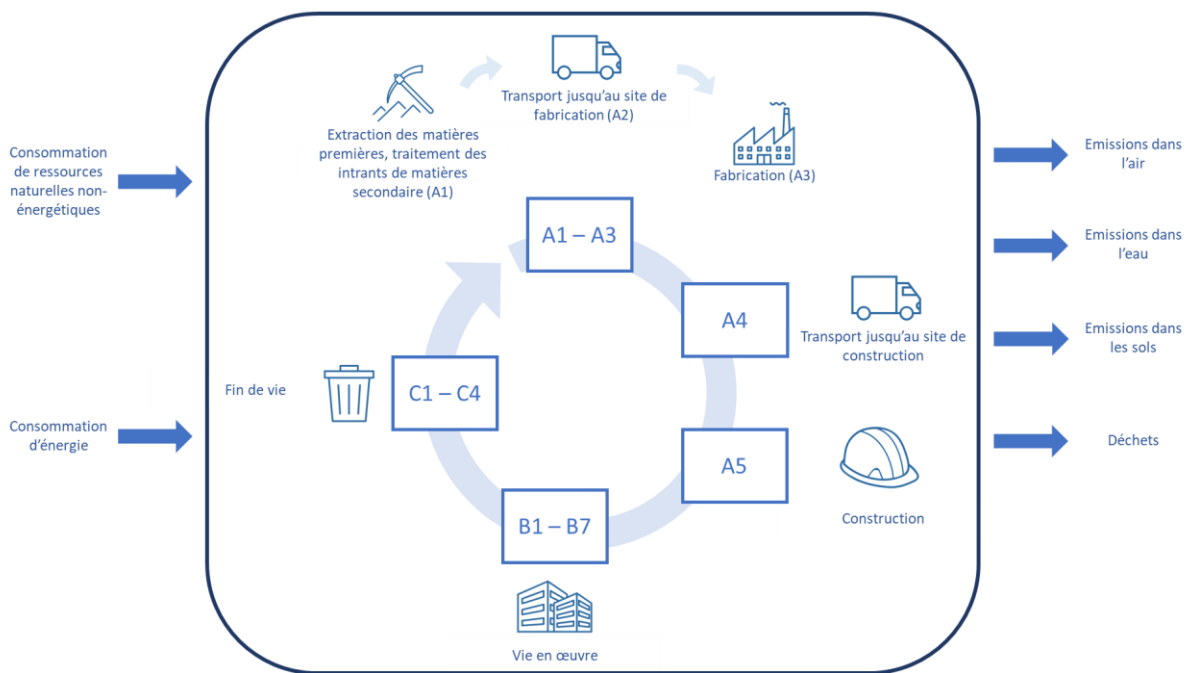 Consommation
de ressources
naturelles non-
énergétiques
Consommation
d'énergie
Extraction des matières
premières, traitement des
intrants de matières
secondaire (A1)
Transport jusqu'au site de
fabrication (A2)
Fabrication (A3)
A1 – A3
A4
Transport jusqu'au site de
construction
A5
Construction
B1 – B7
Vie en œuvre
C1 – C4
Fin de vie
Emissions dans
l'air
Emissions dans
l'eau
Emissions dans
les sols
Déchets